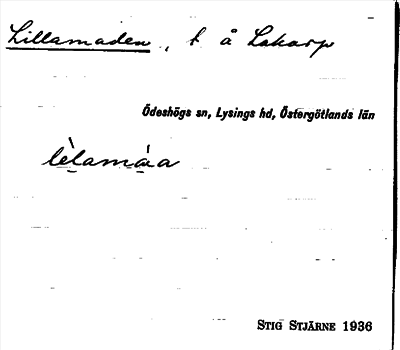 Lillamaden, t. å Lakarp
Ödeshögs sn, Lysings hd, Östergötlands län
lèlamáa
STIG STJÄRNE 1936